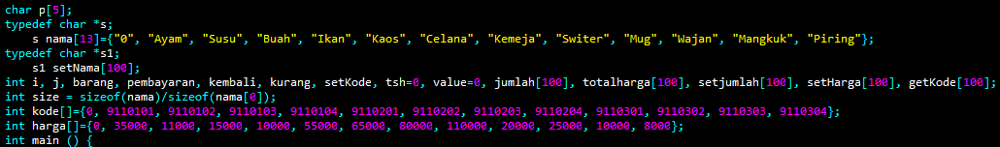 char p[5];
typedef char *s;
s nama[13]={"0", "Ayam", "Susu", "Buah", "Ikan", "Kaos", "Celana", "Kemeja", "Switer", "Mug", "Wajan", "Mangkuk", "Piring"};
typedef char *s1;
s1 setNama[100];
int i, j, barang, pembayaran, kembali, kurang, setKode, tsh=0, value=0, jumlah[100], totalharga[100], setjumlah[100], setHarga[100], getKode[100];
int size = sizeof(nama)/sizeof(nama[0]);
int kode[]={0, 9110101, 9110102, 9110103, 9110104, 9110201, 9110202, 9110203, 9110204, 9110301, 9110302, 9110303, 9110304};
int harga[]={0, 35000, 11000, 15000, 10000, 55000, 65000, 80000, 110000, 20000, 25000, 10000, 8000};
int main () {